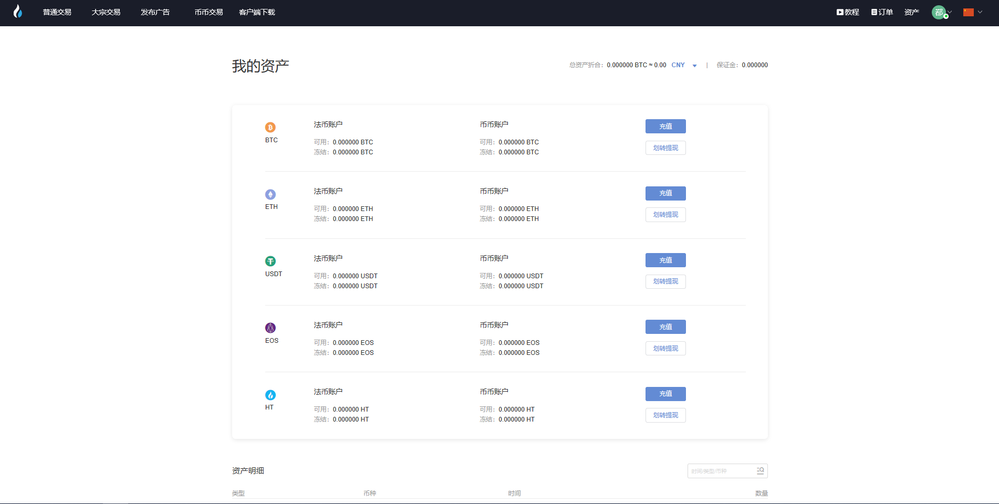 普通交易 大宗交易 发布广告 币币交易 客户端下载 教程 订单 资产 都
我的资产 总资产折合: 0.000000 BTC ≈ 0.00 CNY | 保证金: 0.000000
法币账户 币币账户 充值
BTC
可用: 0.000000 BTC 可用: 0.000000 BTC
冻结: 0.000000 BTC 冻结: 0.000000 BTC 划转提现
法币账户 币币账户 充值
ETH
可用: 0.000000 ETH 可用: 0.000000 ETH
冻结: 0.000000 ETH 冻结: 0.000000 ETH 划转提现
法币账户 币币账户 充值
USDT
可用: 0.000000 USDT 可用: 0.000000 USDT
冻结: 0.000000 USDT 冻结: 0.000000 USDT 划转提现
法币账户 币币账户 充值
EOS
可用: 0.000000 EOS 可用: 0.000000 EOS
冻结: 0.000000 EOS 冻结: 0.000000 EOS 划转提现
法币账户 币币账户 充值
HT
可用: 0.000000 HT 可用: 0.000000 HT
冻结: 0.000000 HT 冻结: 0.000000 HT 划转提现
资产明细 时间/类型/币种
类型 币种 时间 数量